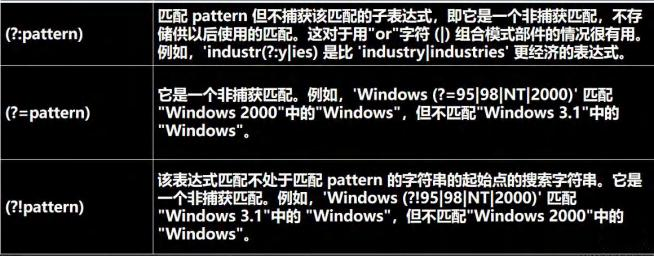 (?:pattern)
匹配 pattern 但不捕获该匹配的子表达式，即它是一个非捕获匹配，不存
储供以后使用的匹配。这对于用"or"字符 (|) 组合模式部件的情况很有用。
例如，'industr(?:y|ies) 是比 'industry|industries' 更经济的表达式。
(?=pattern)
它是一个非捕获匹配。例如，'Windows (?=95|98|NT|2000)' 匹配
"Windows 2000"中的"Windows"，但不匹配"Windows 3.1"中的
"Windows"。
(?!pattern)
该表达式匹配不处于匹配 pattern 的字符串的起始点的搜索字符串。它是
一个非捕获匹配。例如，'Windows (?!95|98|NT|2000)' 匹配
"Windows 3.1"中的 "Windows"，但不匹配"Windows 2000"中的
"Windows"。